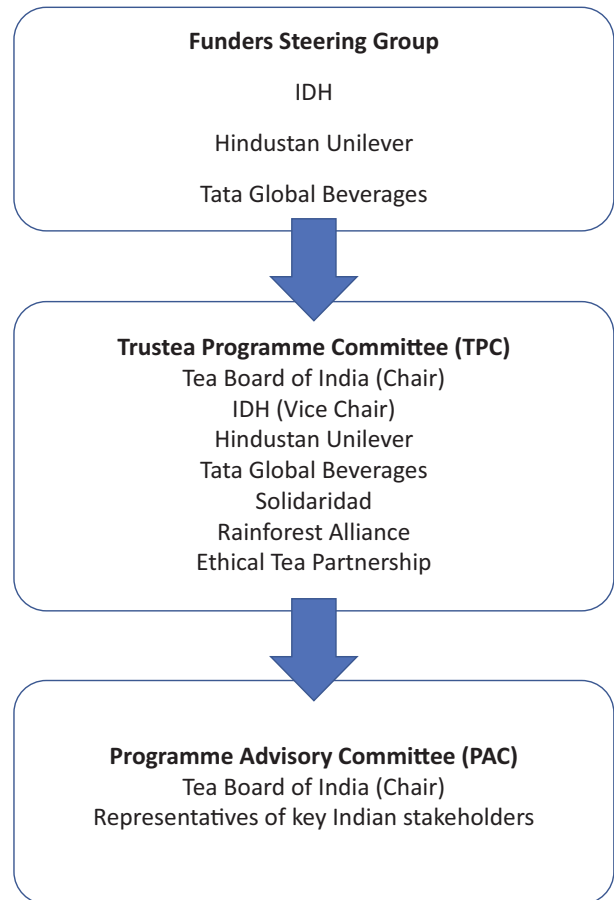 Funders Steering Group
IDH
Hindustan Unilever
Tata Global Beverages
Trustea Programme Committee (TPC)
Tea Board of India (Chair)
IDH (Vice Chair)
Hindustan Unilever
Tata Global Beverages
Solidaridad
Rainforest Alliance
Ethical Tea Partnership
Programme Advisory Committee (PAC)
Tea Board of India (Chair)
Representatives of key Indian stakeholders